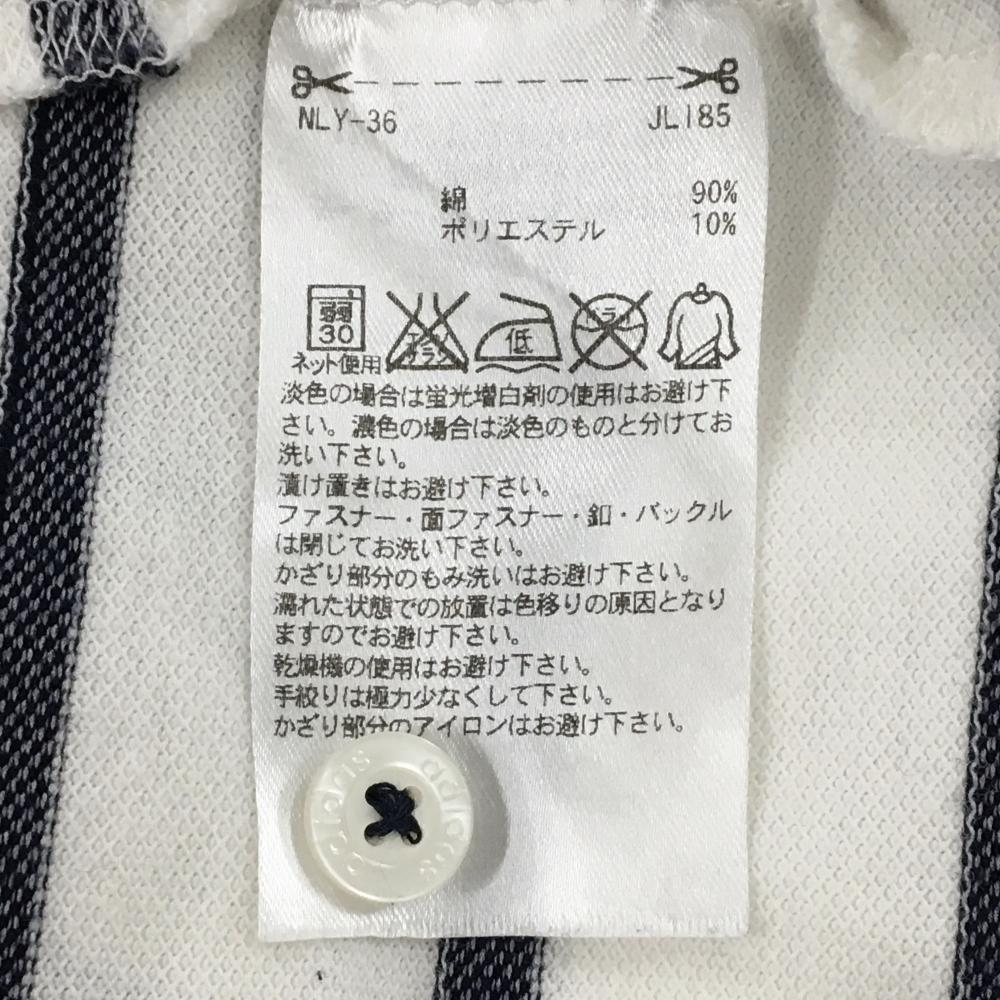 NLY-36 JL185
綿 90%
ポリエステル 10%
弱
30
エンソ
サラシ
低
ドライ
ネット使用
淡色の場合は蛍光増白剤の使用はお避け下
さい。濃色の場合は淡色のものと分けてお
洗い下さい。
漬け置きはお避け下さい。
ファスナー・面ファスナー・釦・バックル
は閉じてお洗い下さい。
かざり部分のもみ洗いはお避け下さい。
濡れた状態での放置は色移りの原因となり
ますのでお避け下さい。
乾燥機の使用はお避け下さい。
手絞りは極力少なくして下さい。
かざり部分のアイロンはお避け下さい。
adidas